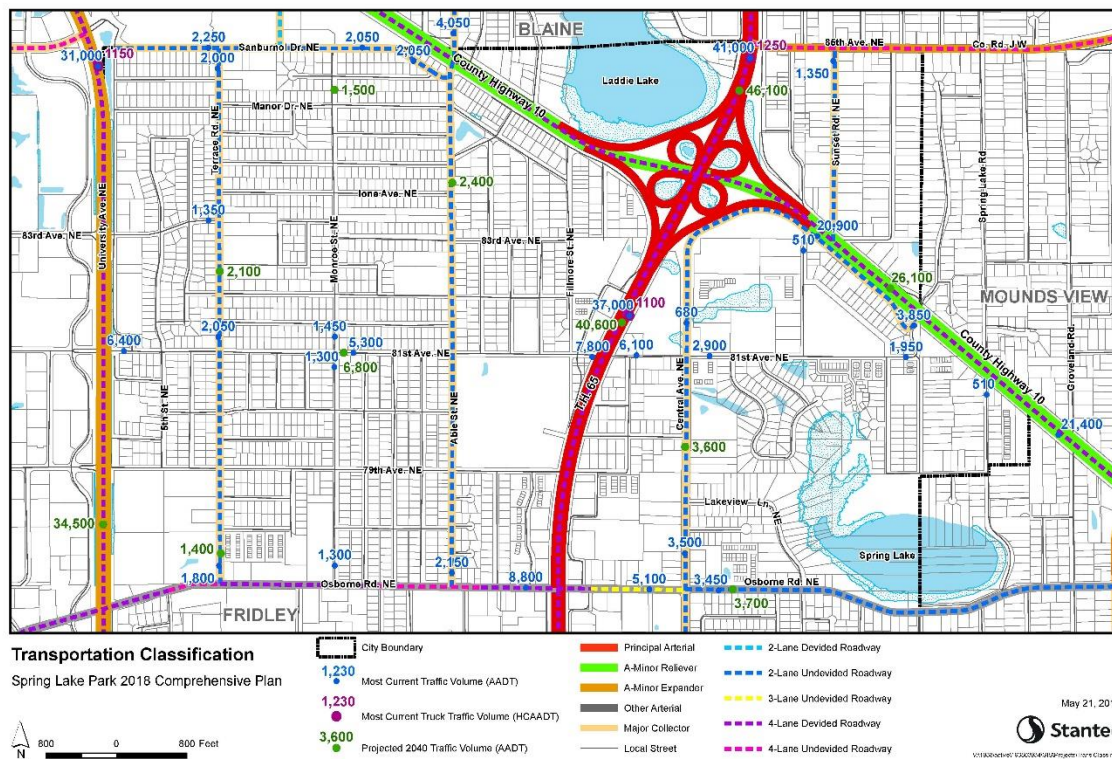 BLAINE
4,050
2,250
Sanburnol Dr. NE
2,050
2,050
2,000
31,000
1150
41,000
1250
86th Ave. NE
Co. Rd. J W
1,350
Laddie Lake
County Highway 10
1,500
Manor Dr. NE
46,100
Terrace Rd. NE
Sunset Rd. NE
Spring Lake Rd
University Ave. NE
Ione Ave. NE
2,400
1,350
83rd Ave. NE
83rd Ave. NE
Monroe St. NE
Fillmore St. NE
20,900
510
2,100
26,100
MOUNDS VIEW
37,000
1100
40,600
680
3,850
County Highway 10
Groveland Rd.
6,400
2,050
1,450
1,300
5,300
81st Ave. NE
6,800
7,800
6,100
2,900
81st Ave. NE
1,950
510
5th St. NE
Able St. NE
T.H. 65
Central Ave. NE
21,400
3,600
79th Ave. NE
Lakeview Ln. NE
34,500
1,400
1,300
3,500
Spring Lake
1,800
2,150
Osborne Rd. NE
8,800
5,100
3,450
Osborne Rd. NE
3,700
FRIDLEY
Transportation Classification
Spring Lake Park 2018 Comprehensive Plan
N
800 0 800 Feet
City Boundary
1,230
Most Current Traffic Volume (AADT)
1,230
Most Current Truck Traffic Volume (HCAADT)
3,600
Projected 2040 Traffic Volume (AADT)
Principal Arterial
A-Minor Reliever
A-Minor Expander
Other Arterial
Major Collector
Local Street
2-Lane Devided Roadway
2-Lane Undivided Roadway
3-Lane Undivided Roadway
4-Lane Devided Roadway
4-Lane Undivided Roadway
May 21, 201
Stante